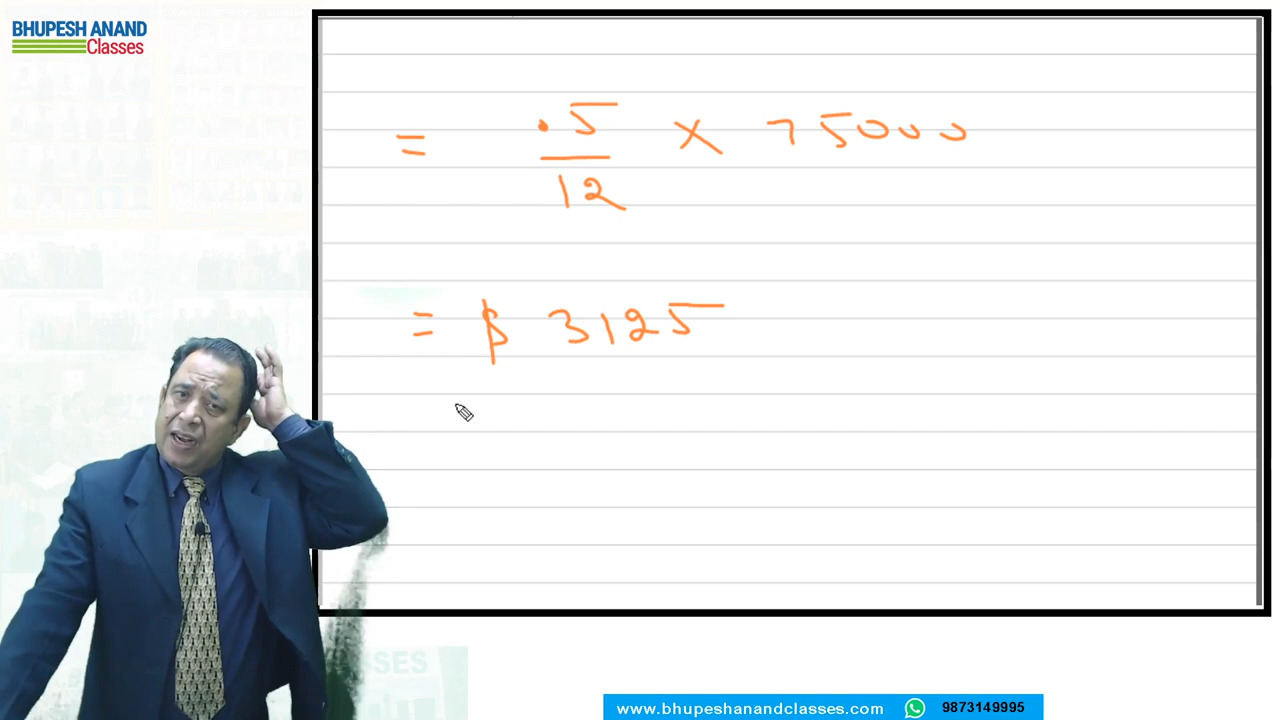 BHUPESH ANAND
Classes
= .5/12 × 75000
= $ 3125
www.bhupeshanandclasses.com 9873149995